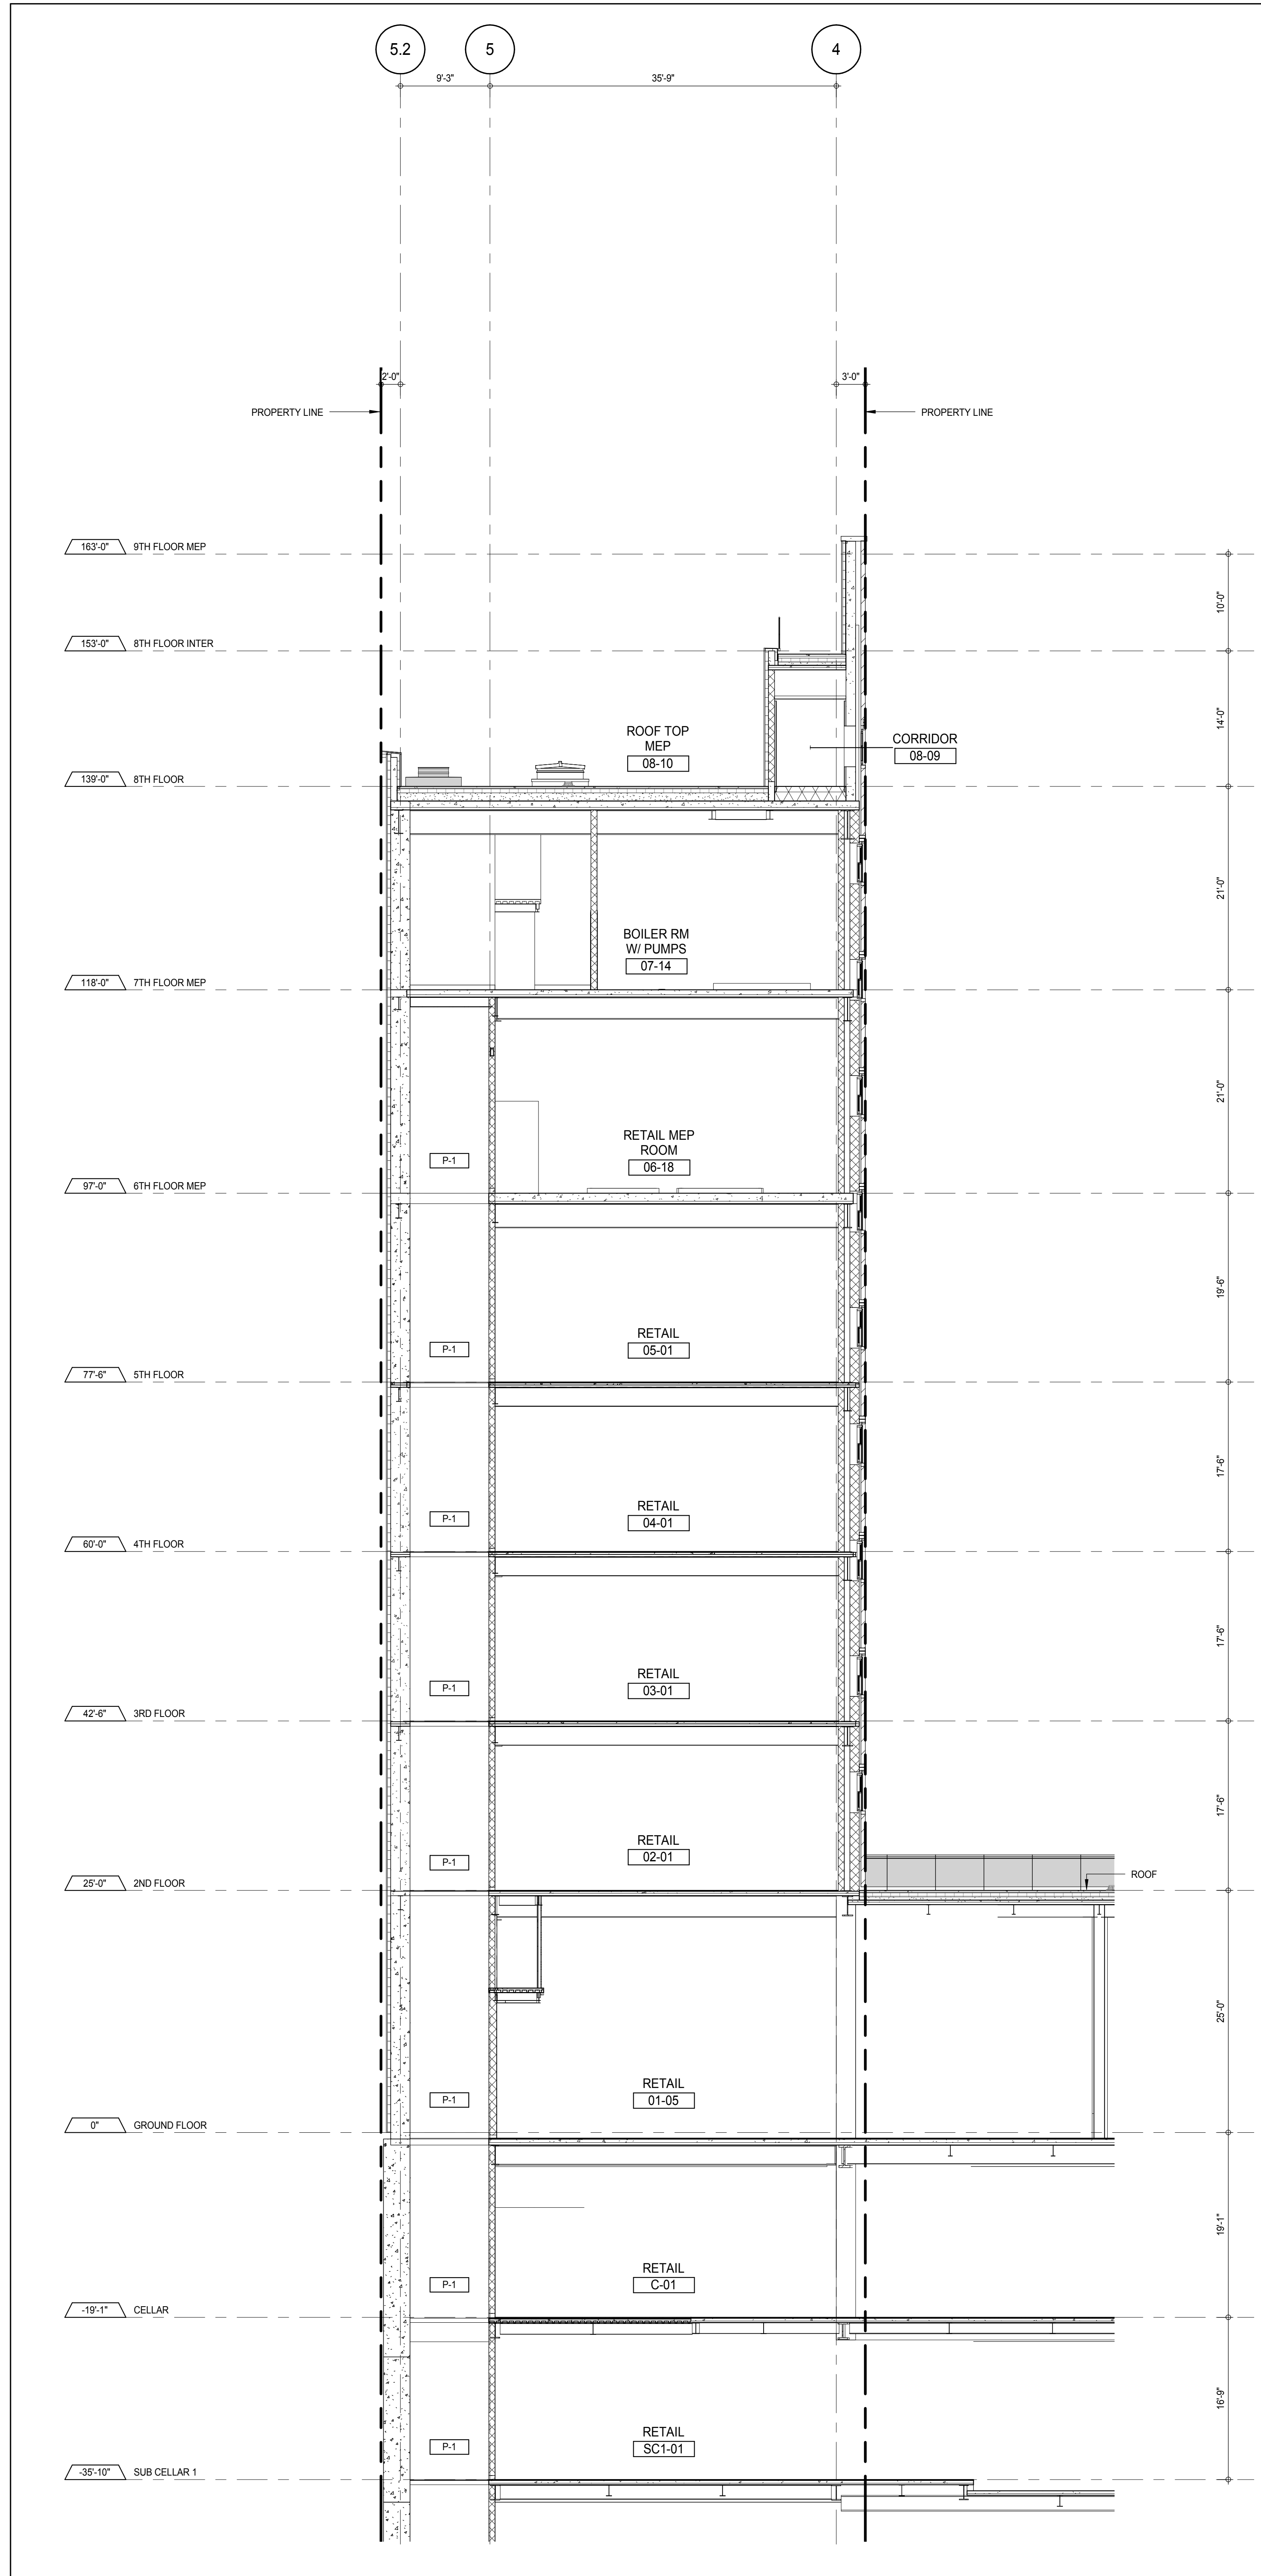 5.2
5
4
9'-3"
35'-9"
2'-0"
3'-0"
PROPERTY LINE
PROPERTY LINE
163'-0"
9TH FLOOR MEP
10'-0"
153'-0"
8TH FLOOR INTER
14'-0"
ROOF TOP
MEP
08-10
CORRIDOR
08-09
139'-0"
8TH FLOOR
21'-0"
BOILER RM
W/ PUMPS
07-14
118'-0"
7TH FLOOR MEP
21'-0"
RETAIL MEP
ROOM
06-18
P-1
97'-0"
6TH FLOOR MEP
19'-6"
RETAIL
05-01
P-1
77'-6"
5TH FLOOR
17'-6"
RETAIL
04-01
P-1
60'-0"
4TH FLOOR
17'-6"
RETAIL
03-01
P-1
42'-6"
3RD FLOOR
17'-6"
RETAIL
02-01
P-1
ROOF
25'-0"
2ND FLOOR
25'-0"
RETAIL
01-05
P-1
0"
GROUND FLOOR
19'-1"
RETAIL
C-01
P-1
-19'-1"
CELLAR
16'-9"
RETAIL
SC1-01
P-1
-35'-10"
SUB CELLAR 1